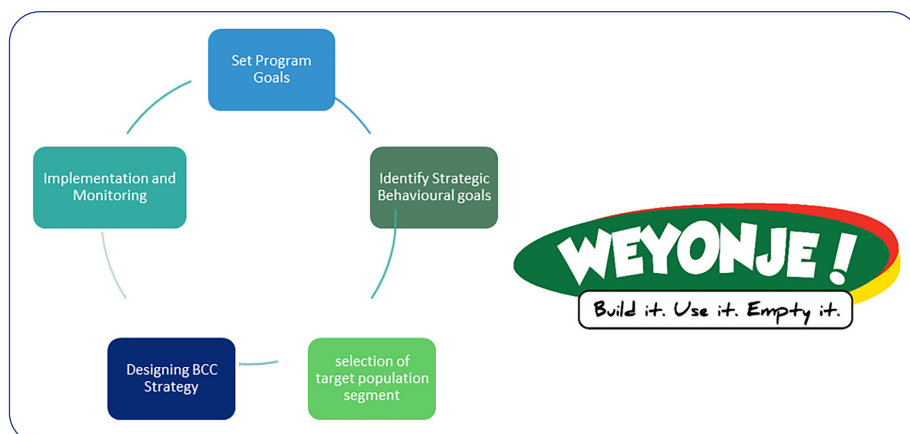 Set Program
Goals
Identify Strategic
Behavioural goals
selection of
target population
segment
Designing BCC
Strategy
Implementation and
Monitoring
WEYONJE!
Build it. Use it. Empty it.